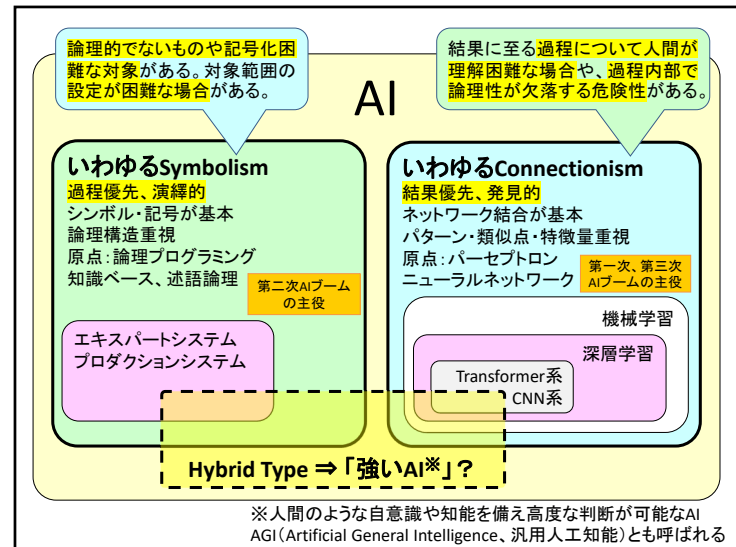 論理的でないものや記号化困
難な対象がある。対象範囲の
設定が困難な場合がある。
結果に至る過程について人間が
理解困難な場合や、過程内部で
論理性が欠落する危険性がある。
AI
いわゆるSymbolism
過程優先、演繹的
シンボル・記号が基本
論理構造重視
原点：論理プログラミング
知識ベース、述語論理
第二次AIブーム
の主役
エキスパートシステム
プロダクションシステム
いわゆるConnectionism
結果優先、発見的
ネットワーク結合が基本
パターン・類似点・特徴量重視
原点：パーセプトロン
ニューラルネットワーク
第一次、第三次
AIブームの主役
機械学習
深層学習
Transformer系
CNN系
Hybrid Type ⇒「強いAI※」？
※人間のような自意識や知能を備え高度な判断が可能なAI
AGI（Artificial General Intelligence、汎用人工知能）とも呼ばれる